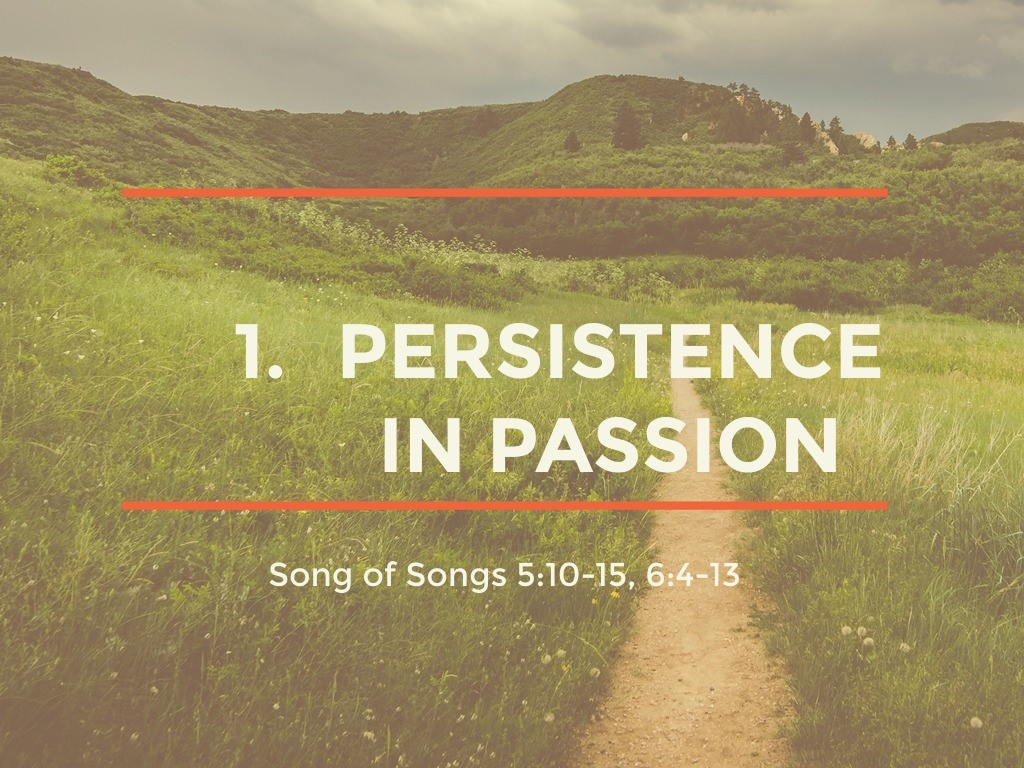 1. PERSISTENCE
IN PASSION
Song of Songs 5:10-15, 6:4-13